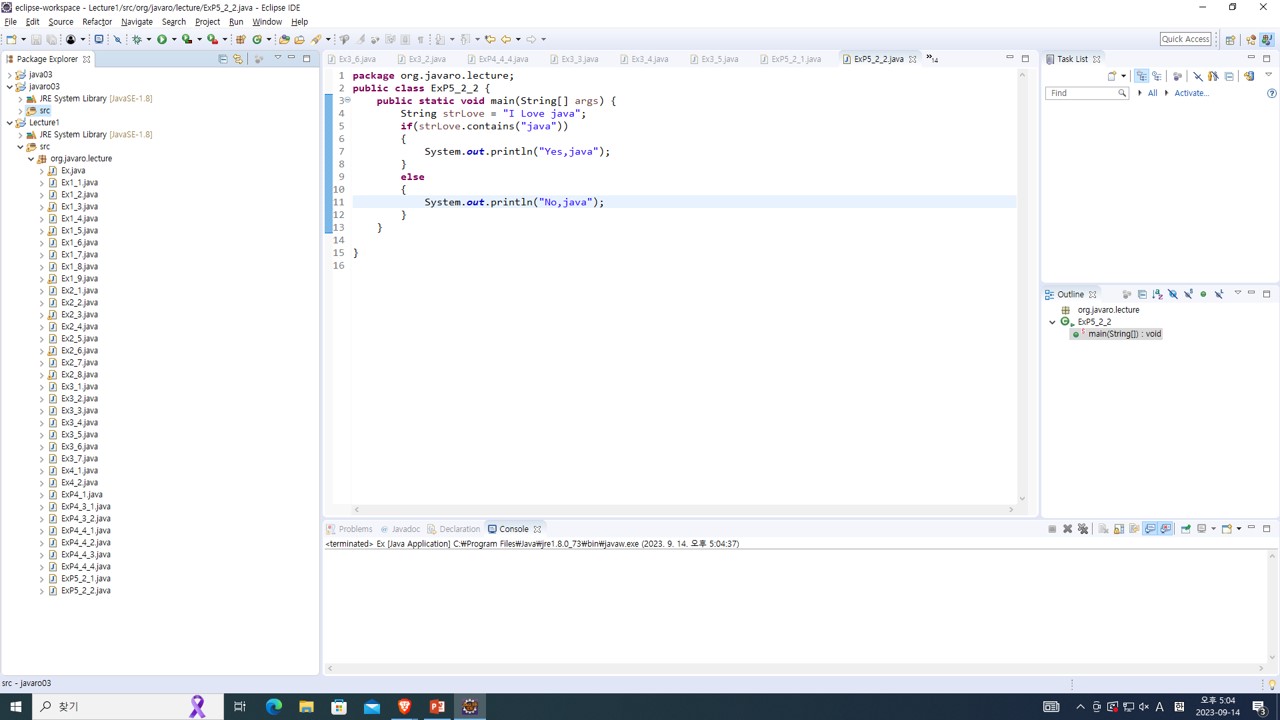 eclipse-workspace - Lecture1/src/org/javaro/lecture/ExP5_2_2.java - Eclipse IDE
File Edit Source Refactor Navigate Search Project Run Window Help
Quick Access
Package Explorer
java03
javaro03
JRE System Library [JavaSE-1.8]
src
Lecture1
JRE System Library [JavaSE-1.8]
src
org.javaro.lecture
Ex.java
Ex1_1.java
Ex1_2.java
Ex1_3.java
Ex1_4.java
Ex1_5.java
Ex1_6.java
Ex1_7.java
Ex1_8.java
Ex1_9.java
Ex2_1.java
Ex2_2.java
Ex2_3.java
Ex2_4.java
Ex2_5.java
Ex2_6.java
Ex2_7.java
Ex2_8.java
Ex3_1.java
Ex3_2.java
Ex3_3.java
Ex3_4.java
Ex3_5.java
Ex3_6.java
Ex3_7.java
Ex4_1.java
Ex4_2.java
ExP4_1.java
ExP4_3_1.java
ExP4_3_2.java
ExP4_4_1.java
ExP4_4_2.java
ExP4_4_3.java
ExP4_4_4.java
ExP5_2_1.java
ExP5_2_2.java
Ex3_6.java Ex3_2.java ExP4_4_4.java Ex3_3.java Ex3_4.java Ex3_5.java ExP5_2_1.java ExP5_2_2.java »14
1 package org.javaro.lecture;
2 public class ExP5_2_2 {
3 public static void main(String[] args) {
4 String strLove = "I Love java";
5 if(strLove.contains("java"))
6 {
7 System.out.println("Yes,java");
8 }
9 else
10 {
11 System.out.println("No,java");
12 }
13 }
14
15 }
16
Task List
Find All Activate...
Outline
org.javaro.lecture
ExP5_2_2
main(String[]) : void
Problems Javadoc Declaration Console
<terminated> Ex [Java Application] C:₩Program Files₩Java₩jre1.8.0_73₩bin₩javaw.exe (2023. 9. 14. 오후 5:04:37)
src - javaro03
찾기
A
오후 5:04
2023-09-14
3